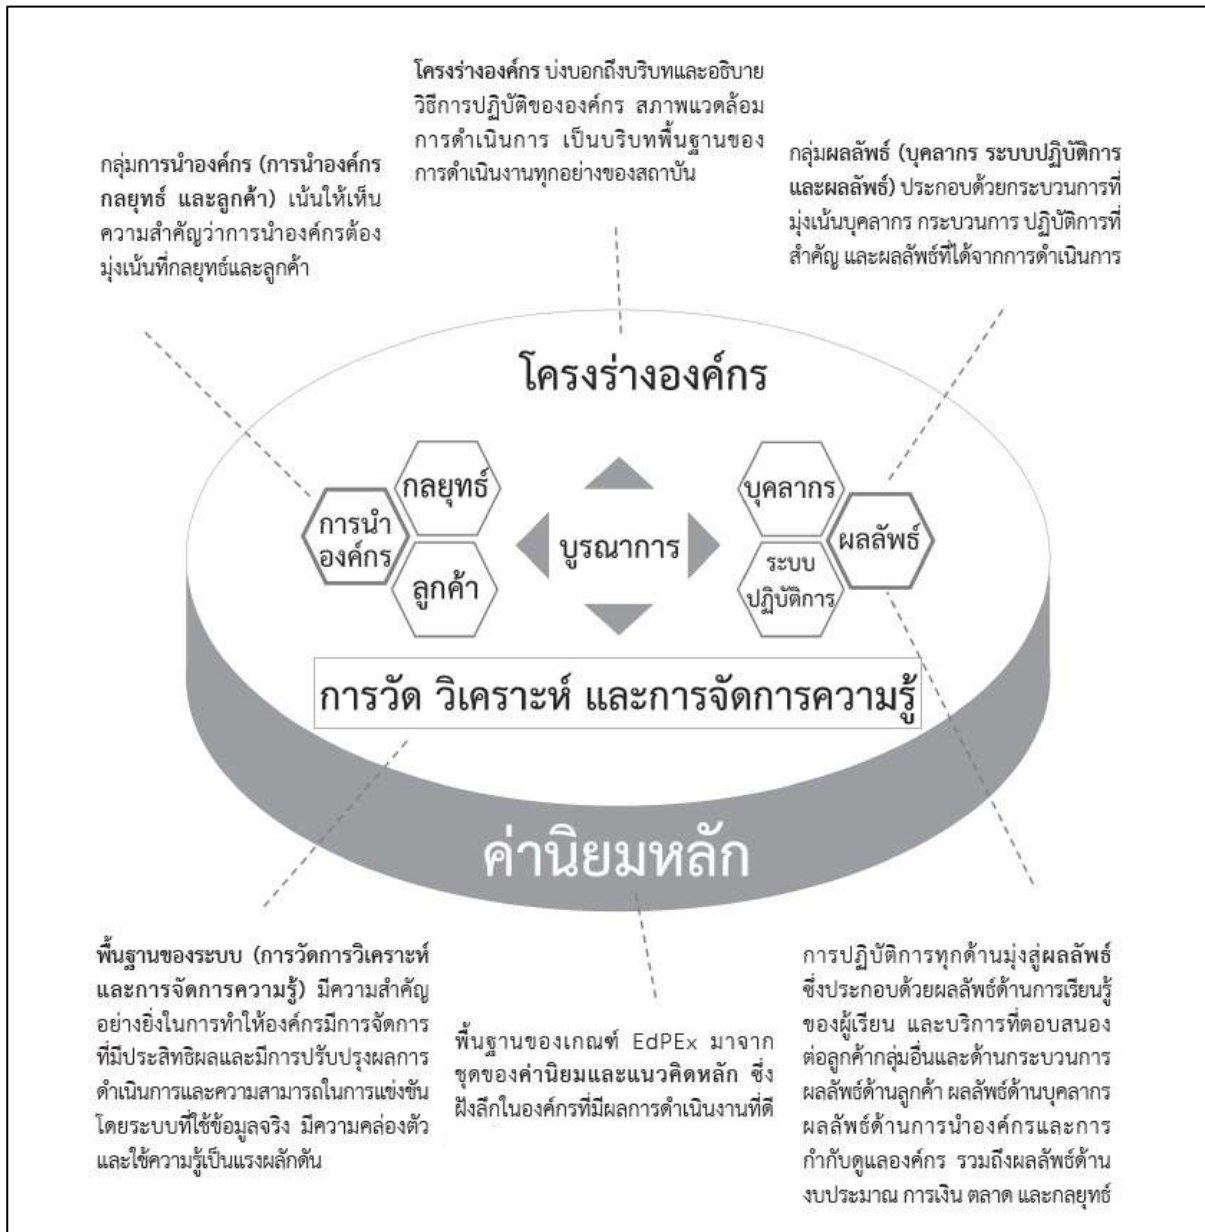 โครงร่างองค์กร บ่งบอกถึงบริบทและอธิบาย
วิธีการปฏิบัติขององค์กร สภาพแวดล้อม
การดำเนินการ เป็นบริบทพื้นฐานของ
การดำเนินงานทุกอย่างของสถาบัน
กลุ่มการนำองค์กร (การนำองค์กร
กลยุทธ์ และลูกค้า) เน้นให้เห็น
ความสำคัญว่าการนำองค์กรต้อง
มุ่งเน้นที่กลยุทธ์และลูกค้า
กลุ่มผลลัพธ์ (บุคลากร ระบบปฏิบัติการ
และผลลัพธ์) ประกอบด้วยกระบวนการที่
มุ่งเน้นบุคลากร กระบวนการ ปฏิบัติการที่
สำคัญ และผลลัพธ์ที่ได้จากการดำเนินการ
โครงร่างองค์กร
กลยุทธ์
การนำ
องค์กร
ลูกค้า
บูรณาการ
บุคลากร
ระบบ
ปฏิบัติการ
ผลลัพธ์
การวัด วิเคราะห์ และการจัดการความรู้
ค่านิยมหลัก
พื้นฐานของระบบ (การวัดการวิเคราะห์
และการจัดการความรู้) มีความสำคัญ
อย่างยิ่งในการทำให้องค์กรมีการจัดการ
ที่มีประสิทธิผลและมีการปรับปรุงผลการ
ดำเนินการและความสามารถในการแข่งขัน
โดยระบบที่ใช้ข้อมูลจริง มีความคล่องตัว
และใช้ความรู้เป็นแรงผลักดัน
พื้นฐานของเกณฑ์ EdPEx มาจาก
ชุดของค่านิยมและแนวคิดหลัก ซึ่ง
ฝังลึกในองค์กรที่มีผลการดำเนินงานที่ดี
การปฏิบัติการทุกด้านมุ่งสู่ผลลัพธ์
ซึ่งประกอบด้วยผลลัพธ์ด้านการเรียนรู้
ของผู้เรียน และบริการที่ตอบสนอง
ต่อลูกค้ากลุ่มอื่นและด้านกระบวนการ
ผลลัพธ์ด้านลูกค้า ผลลัพธ์ด้านบุคลากร
ผลลัพธ์ด้านการนำองค์กรและการ
กำกับดูแลองค์กร รวมถึงผลลัพธ์ด้าน
งบประมาณ การเงิน ตลาด และกลยุทธ์